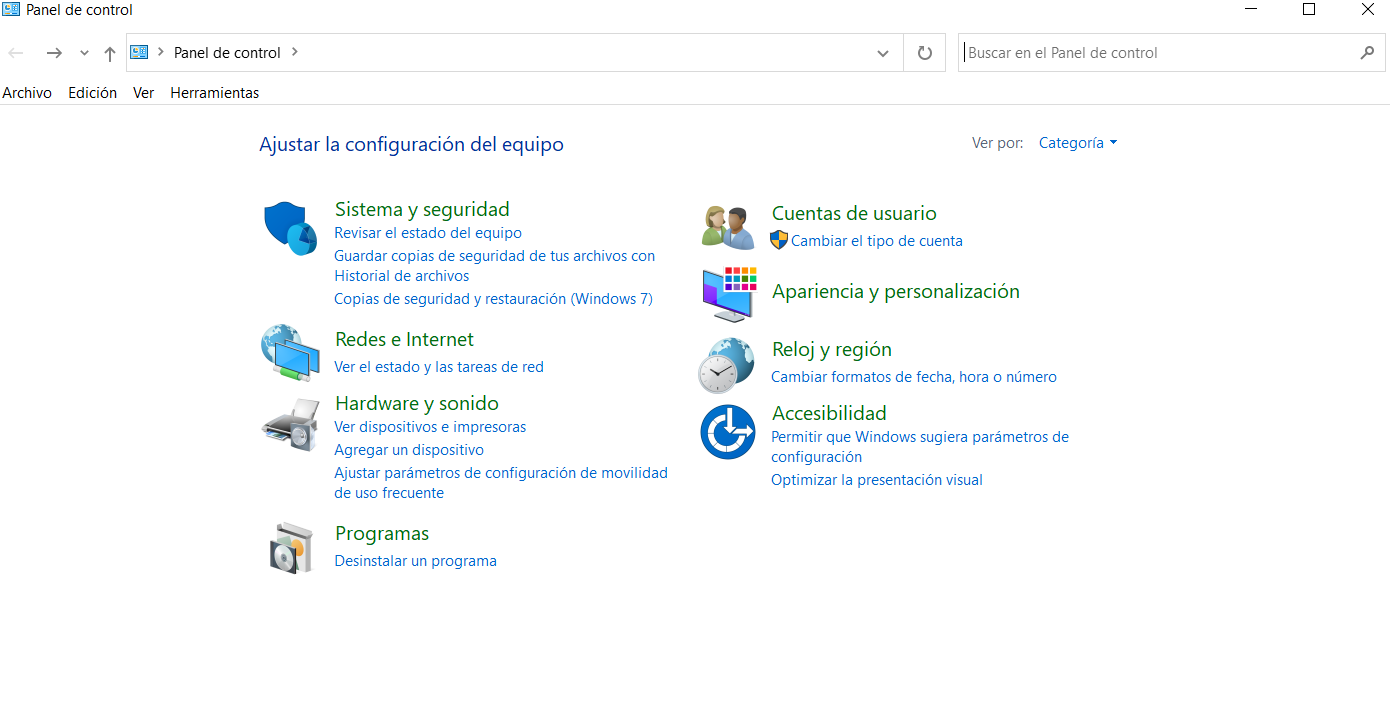 Panel de control
Panel de control
Buscar en el Panel de control
Archivo Edición Ver Herramientas
Ajustar la configuración del equipo
Ver por: Categoría
Sistema y seguridad
Revisar el estado del equipo
Guardar copias de seguridad de tus archivos con
Historial de archivos
Copias de seguridad y restauración (Windows 7)
Redes e Internet
Ver el estado y las tareas de red
Hardware y sonido
Ver dispositivos e impresoras
Agregar un dispositivo
Ajustar parámetros de configuración de movilidad
de uso frecuente
Programas
Desinstalar un programa
Cuentas de usuario
Cambiar el tipo de cuenta
Apariencia y personalización
Reloj y región
Cambiar formatos de fecha, hora o número
Accesibilidad
Permitir que Windows sugiera parámetros de
configuración
Optimizar la presentación visual